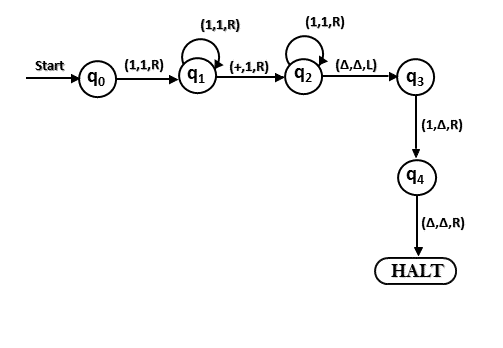 (1,1,R) (1,1,R)
Start q0 (1,1,R) q1 (+,1,R) q2 (Δ,Δ,L) q3
(1,Δ,R)
q4
(Δ,Δ,R)
HALT